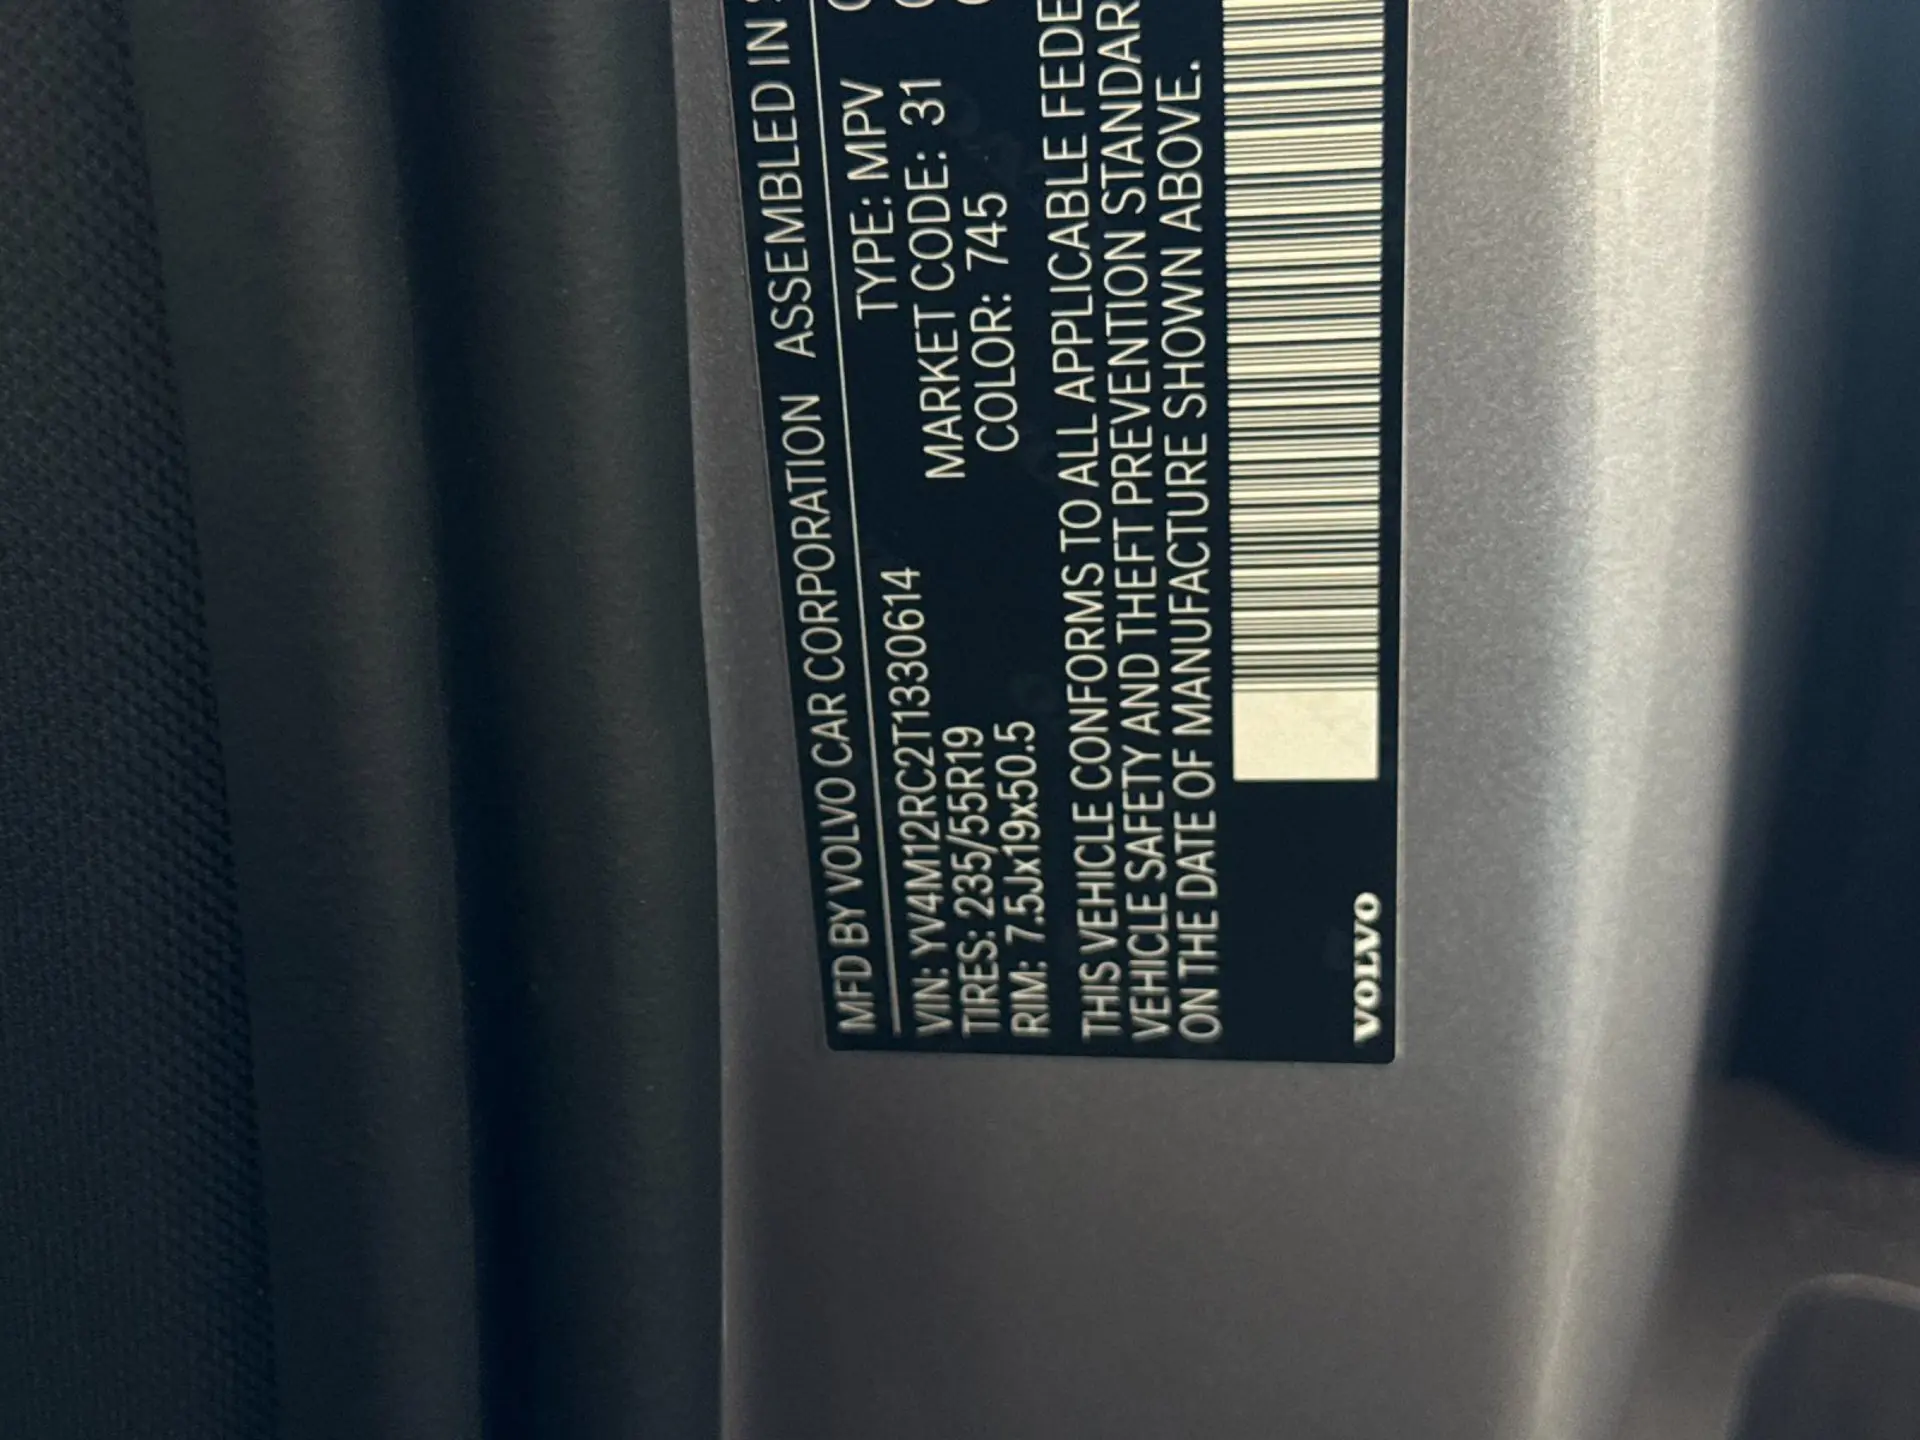 MFD BY VOLVO CAR CORPORATION ASSEMBLED IN
VIN: YV4M12RC2T1330614 TYPE: MPV
TIRES: 235/55R19 MARKET CODE: 31
RIM: 7.5Jx19x50.5 COLOR: 745
THIS VEHICLE CONFORMS TO ALL APPLICABLE FEDE
VEHICLE SAFETY AND THEFT PREVENTION STANDAR
ON THE DATE OF MANUFACTURE SHOWN ABOVE.
VOLVO